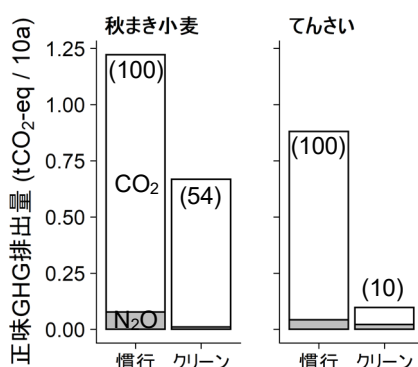 正味GHG排出量 (tCO₂-eq / 10a)
秋まき小麦
てんさい
1.25
1.00
0.75
0.50
0.25
0.00
(100)
CO₂
N₂O
(54)
(100)
(10)
慣行 クリーン
慣行 クリーン